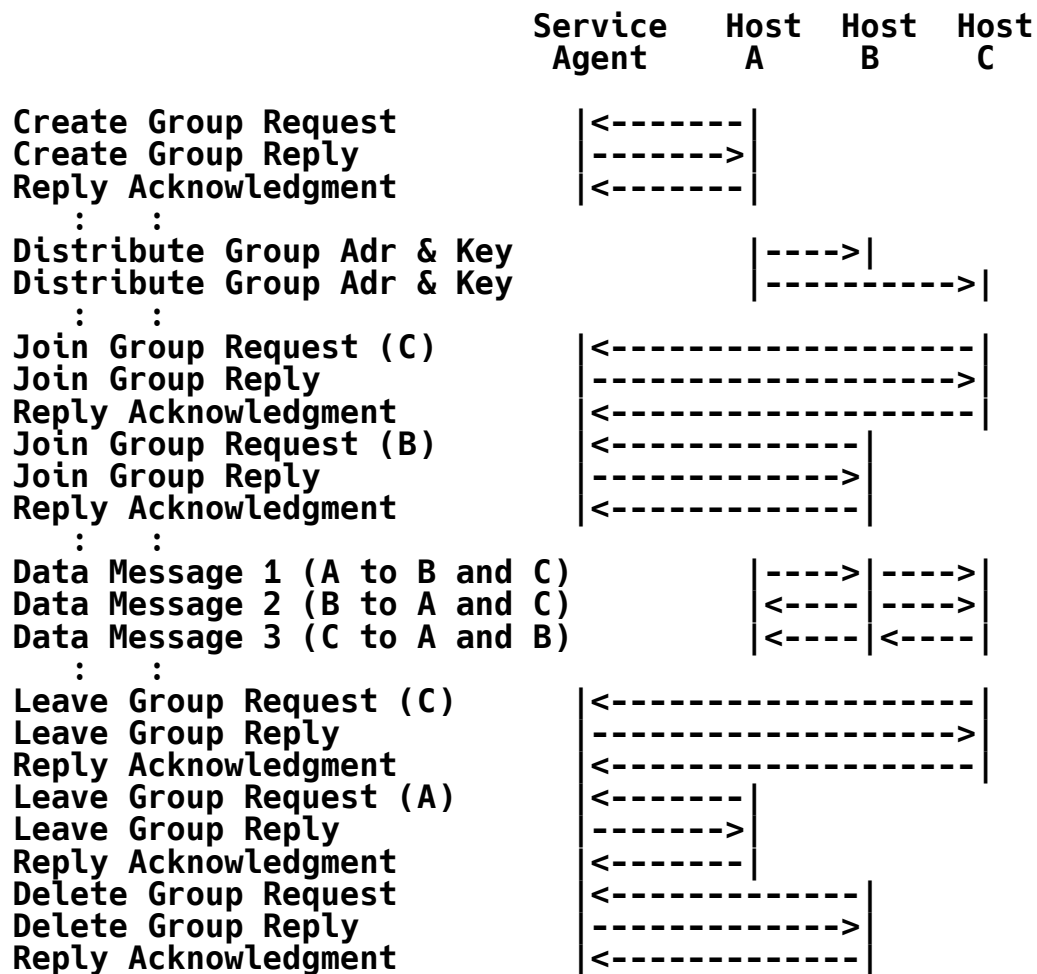 Service   Host  Host  Host
                            Agent     A     B     C

Create Group Request         |<-------|
Create Group Reply           |------->|
Reply Acknowledgment         |<-------|
   :   :
Distribute Group Adr & Key            |---->|
Distribute Group Adr & Key            |---------->|
   :   :
Join Group Request (C)       |<-------------------|
Join Group Reply             |------------------->|
Reply Acknowledgment         |<-------------------|
Join Group Request (B)       |<-------------|
Join Group Reply             |------------->|
Reply Acknowledgment         |<-------------|
   :   :
Data Message 1 (A to B and C)         |---->|---->|
Data Message 2 (B to A and C)         |<----|---->|
Data Message 3 (C to A and B)         |<----|<----|
   :   :
Leave Group Request (C)      |<-------------------|
Leave Group Reply            |------------------->|
Reply Acknowledgment         |<-------------------|
Leave Group Request (A)      |<-------|
Leave Group Reply            |------->|
Reply Acknowledgment         |<-------|
Delete Group Request         |<-------------|
Delete Group Reply           |------------->|
Reply Acknowledgment         |<-------------|